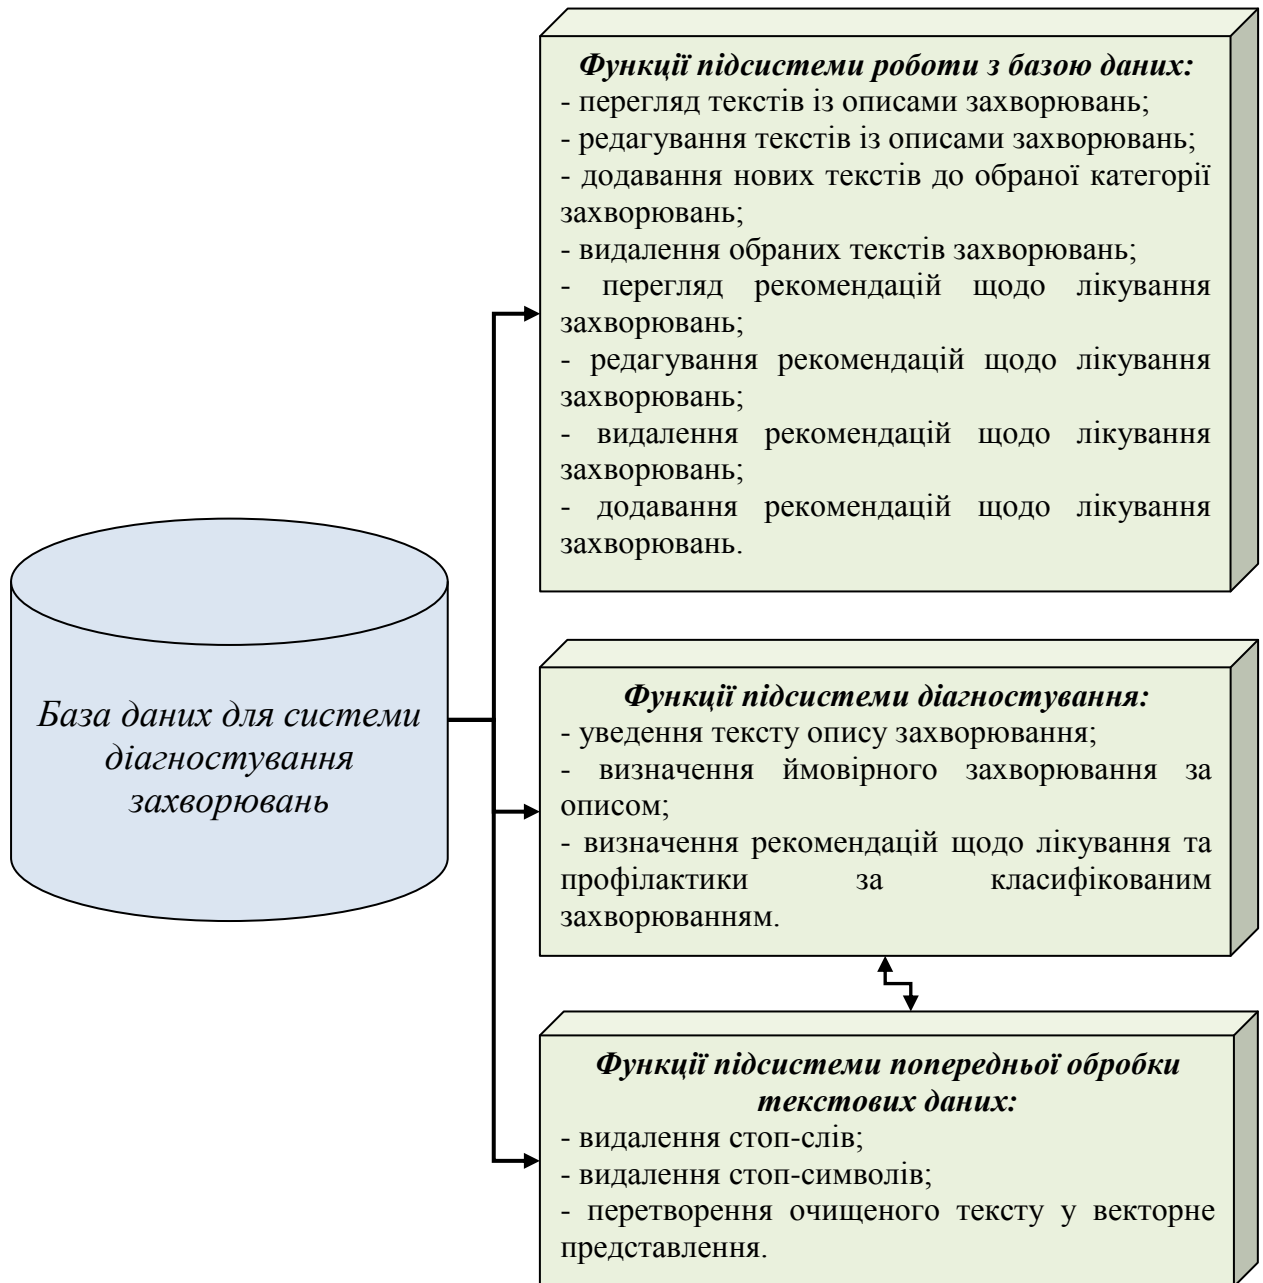 Функції підсистеми роботи з базою даних:
- перегляд текстів із описами захворювань;
- редагування текстів із описами захворювань;
- додавання нових текстів до обраної категорії
захворювань;
- видалення обраних текстів захворювань;
- перегляд рекомендацій щодо лікування
захворювань;
- редагування рекомендацій щодо лікування
захворювань;
- видалення рекомендацій щодо лікування
захворювань;
- додавання рекомендацій щодо лікування
захворювань.
База даних для системи
діагностування
захворювань
Функції підсистеми діагностування:
- уведення тексту опису захворювання;
- визначення ймовірного захворювання за
описом;
- визначення рекомендацій щодо лікування та
профілактики за класифікованим
захворюванням.
Функції підсистеми попередньої обробки
текстових даних:
- видалення стоп-слів;
- видалення стоп-символів;
- перетворення очищеного тексту у векторне
представлення.